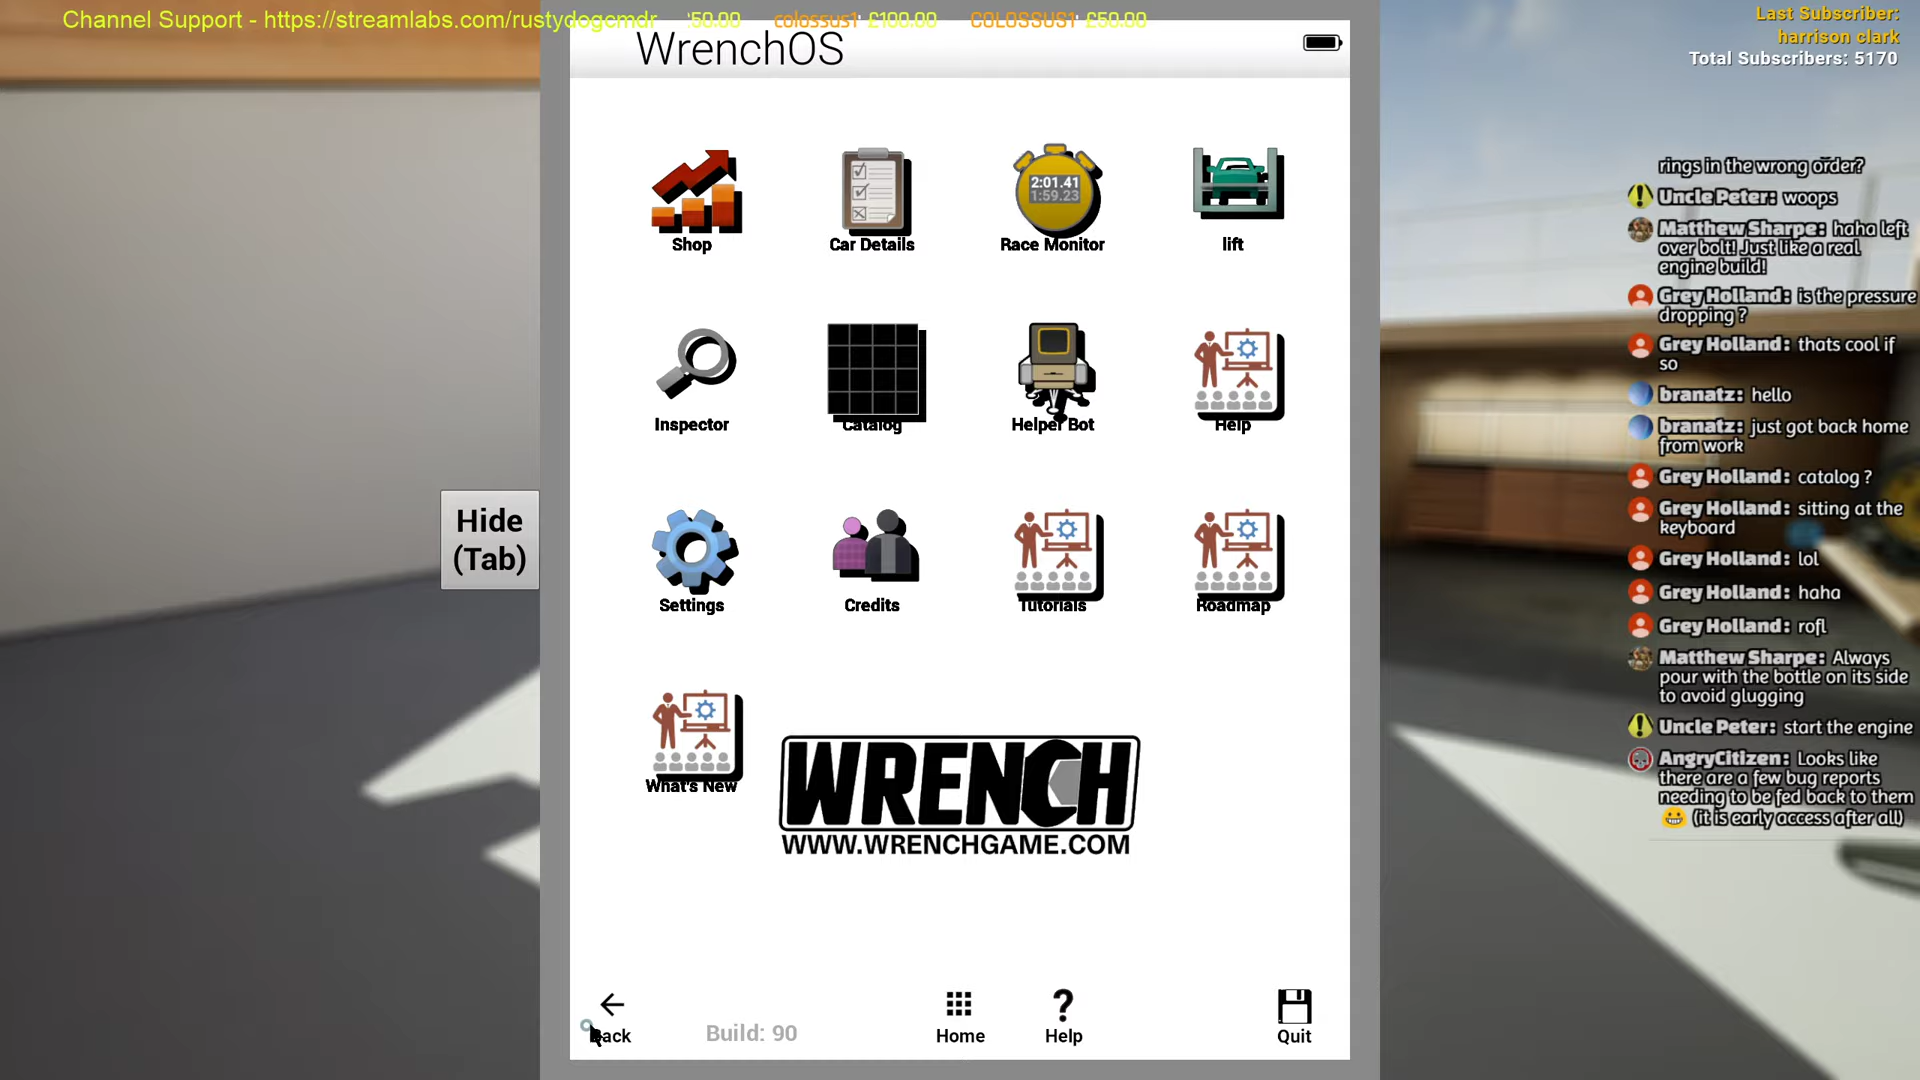 Channel Support - https://streamlabs.com/rustydogcmdr
50.00 colossus1 £100.00 COLOSSUS1 £50.00
Last Subscriber:
harrison clark
Total Subscribers: 5170
WrenchOS
Shop
Car Details
2:01.41
1:59.23
Race Monitor
lift
Inspector
Catalog
Helper Bot
Help
Hide
(Tab)
Settings
Credits
Tutorials
Roadmap
What's New
WRENCH
WWW.WRENCHGAME.COM
Back
Build: 90
Home
Help
Quit
rings in the wrong order?
Uncle Peter: woops
Matthew Sharpe: haha left
over bolt! Just like a real
engine build!
Grey Holland: is the pressure
dropping ?
Grey Holland: thats cool if
so
branatz: hello
branatz: just got back home
from work
Grey Holland: catalog ?
Grey Holland: sitting at the
keyboard
Grey Holland: lol
Grey Holland: haha
Grey Holland: rofl
Matthew Sharpe: Always
pour with the bottle on its side
to avoid glugging
Uncle Peter: start the engine
AngryCitizen: Looks like
there are a few bug reports
needing to be fed back to them
😬 (it is early access after all)